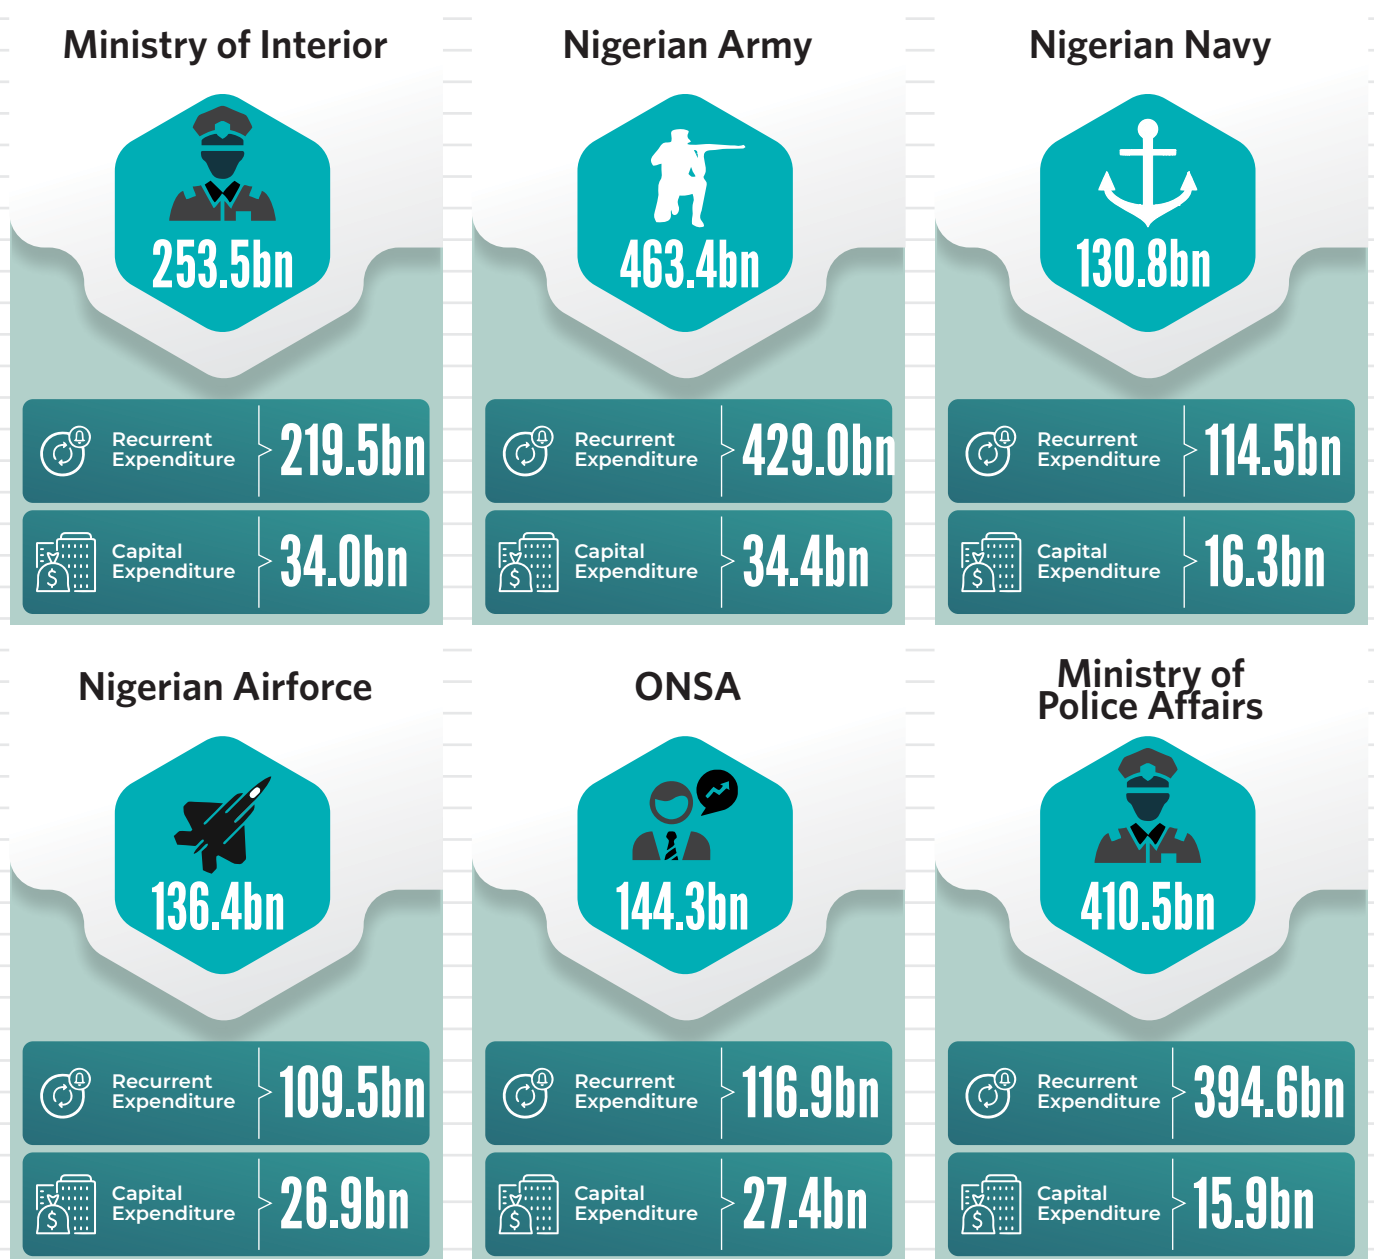 Ministry of Interior
253.5bn
Recurrent
Expenditure
219.5bn
Capital
Expenditure
34.0bn
Nigerian Army
463.4bn
Recurrent
Expenditure
429.0bn
Capital
Expenditure
34.4bn
Nigerian Navy
130.8bn
Recurrent
Expenditure
114.5bn
Capital
Expenditure
16.3bn
Nigerian Airforce
136.4bn
Recurrent
Expenditure
109.5bn
Capital
Expenditure
26.9bn
ONSA
144.3bn
Recurrent
Expenditure
116.9bn
Capital
Expenditure
27.4bn
Ministry of
Police Affairs
410.5bn
Recurrent
Expenditure
394.6bn
Capital
Expenditure
15.9bn